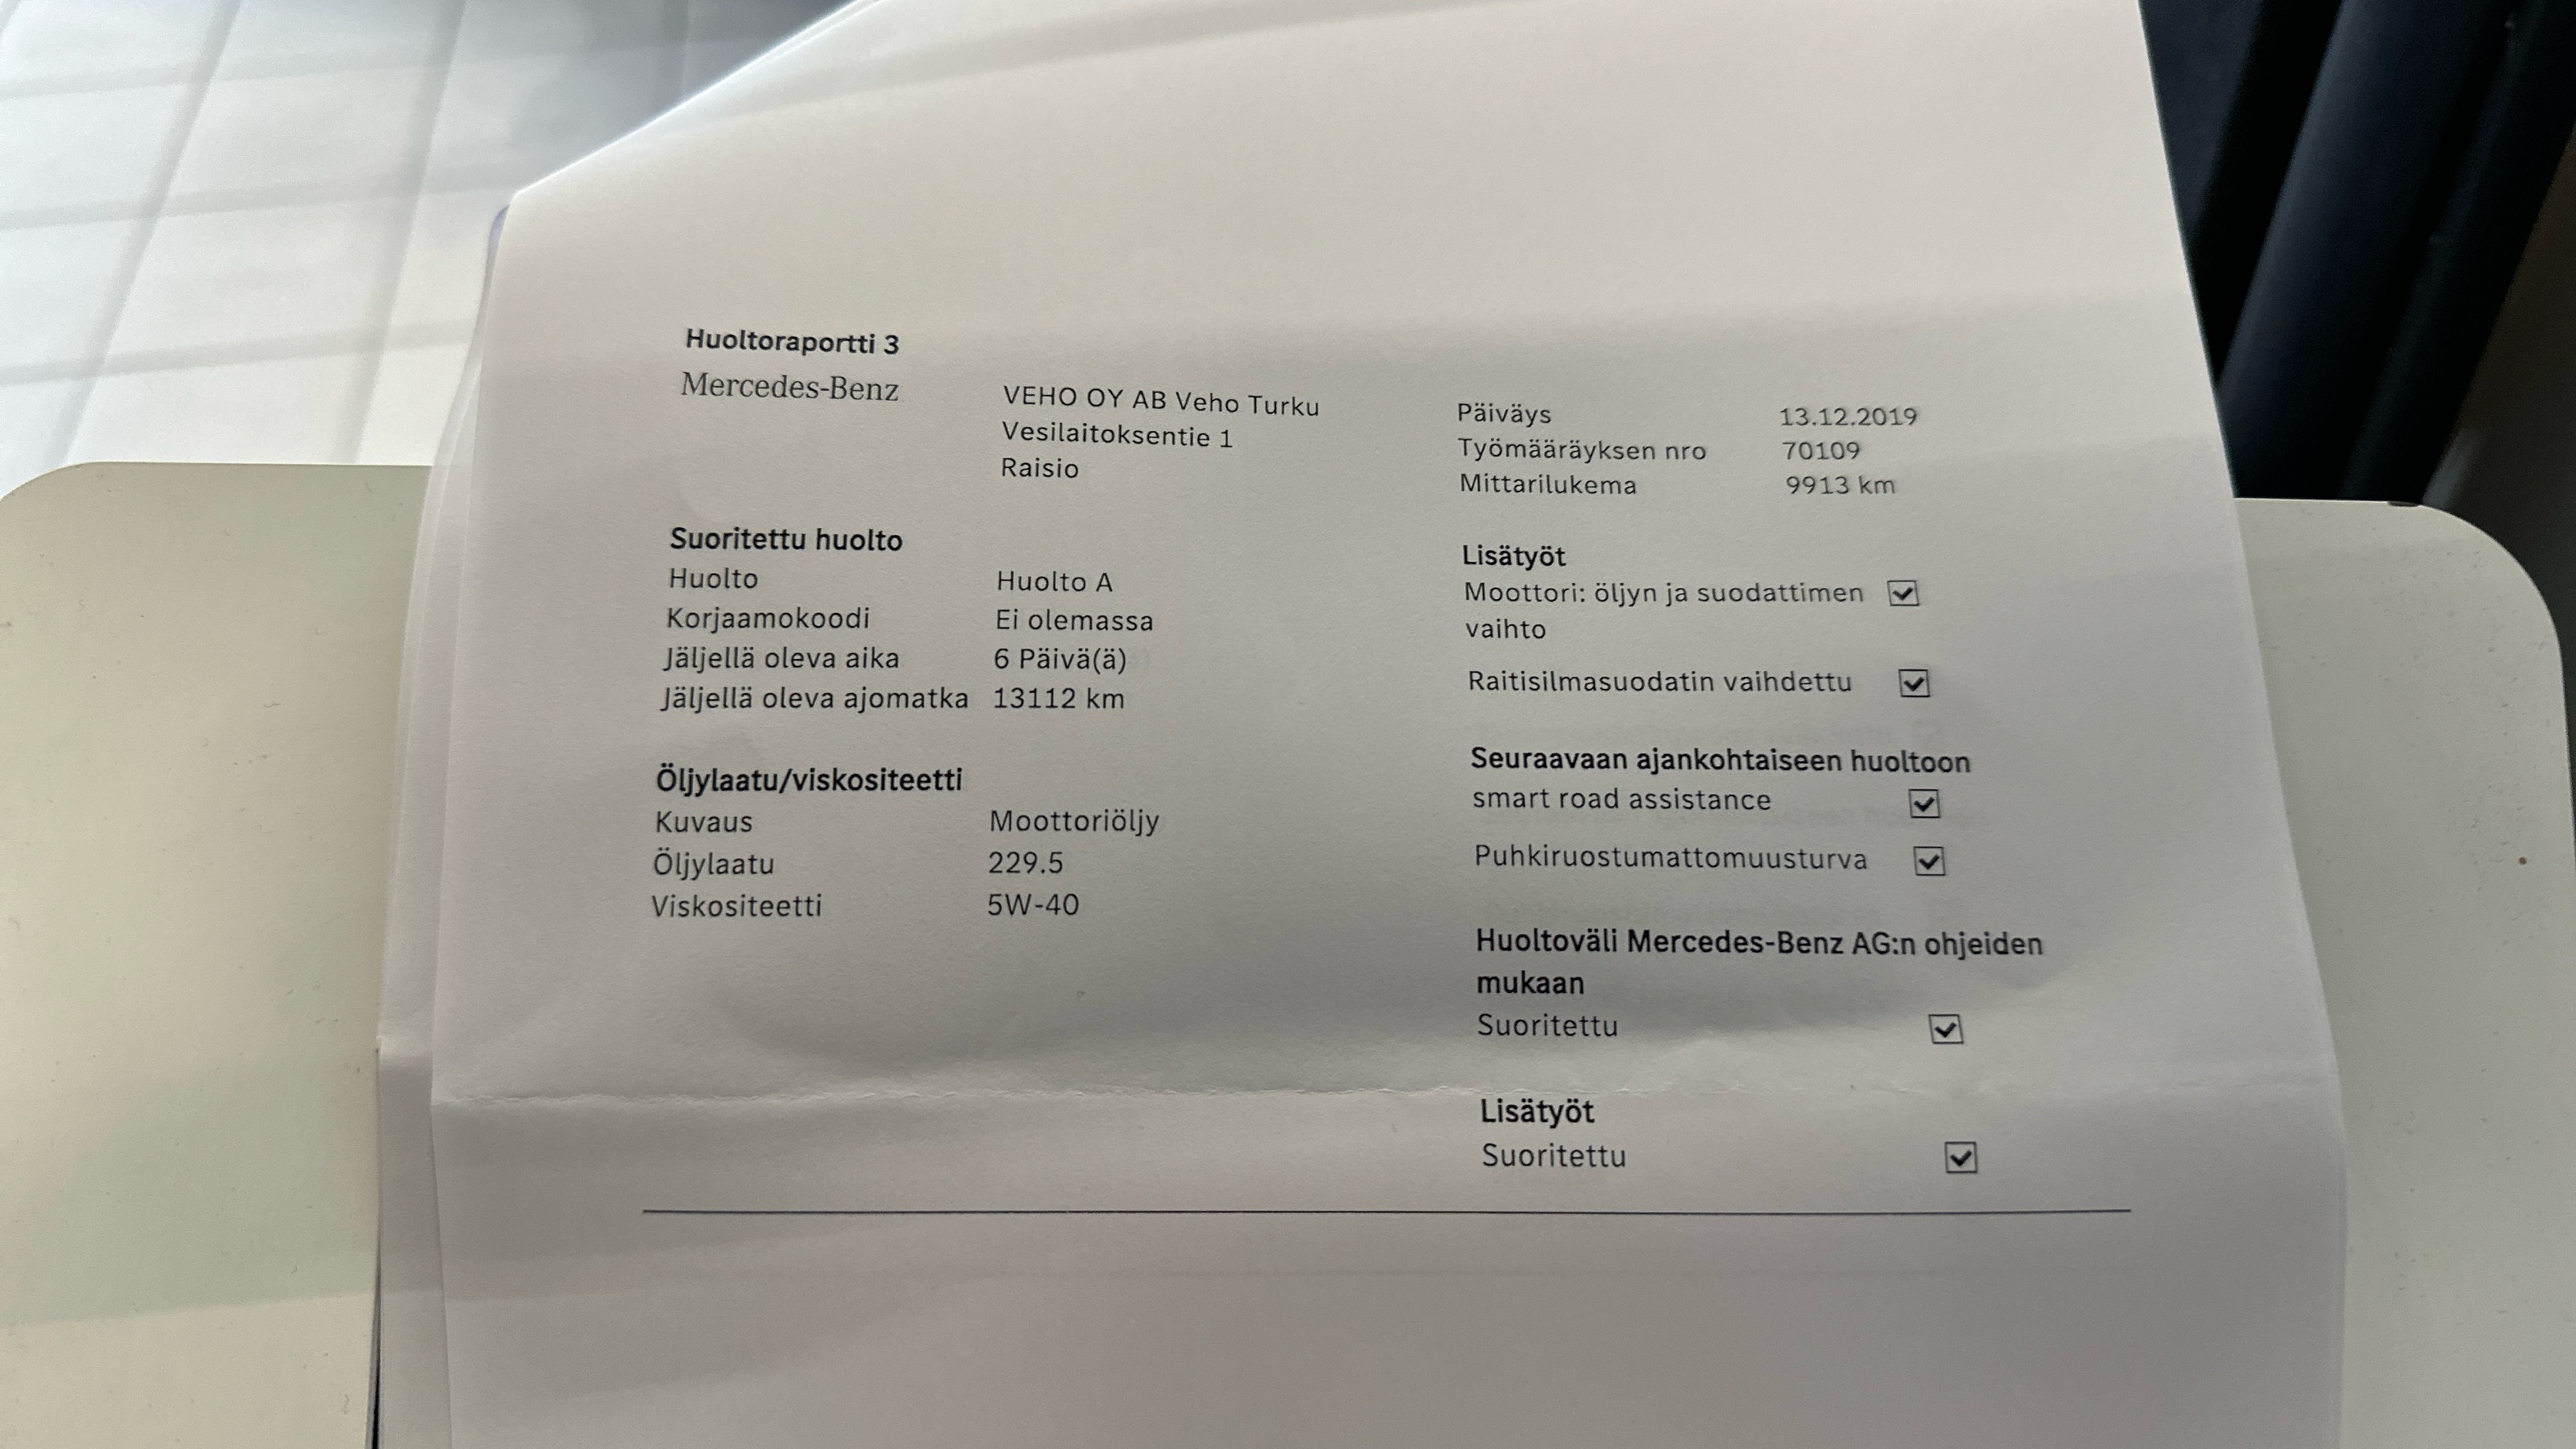 Huoltoraportti 3
Mercedes-Benz
VEHO OY AB Veho Turku
Vesilaitoksentie 1
Raisio
Päiväys 13.12.2019
Työmääräyksen nro 70109
Mittarilukema 9913 km
Suoritettu huolto
Huolto Huolto A
Korjaamokoodi Ei olemassa
Jäljellä oleva aika 6 Päivä(ä)
Jäljellä oleva ajomatka 13112 km
Öljylaatu/viskositeetti
Kuvaus Moottoriöljy
Öljylaatu 229.5
Viskositeetti 5W-40
Lisätyöt
Moottori: öljyn ja suodattimen
vaihto
Raitisilmasuodatin vaihdettu
Seuraavaan ajankohtaiseen huoltoon
smart road assistance
Puhkiruostumattomuusturva
Huoltoväli Mercedes-Benz AG:n ohjeiden
mukaan
Suoritettu
Lisätyöt
Suoritettu